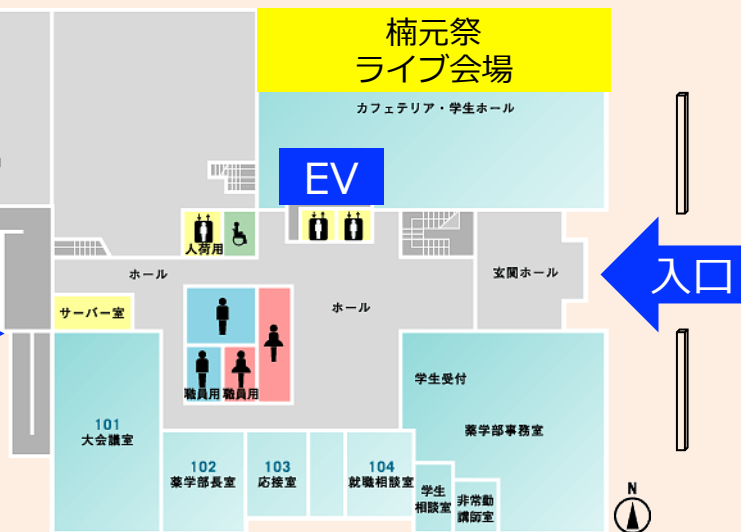 楠元祭
ライブ会場
カフェテリア・学生ホール
EV
人荷用
ホール
玄関ホール
入口
サーバー室
ホール
職員用
職員用
学生受付
101
大会議室
薬学部事務室
102
薬学部長室
103
応接室
104
就職相談室
学生
相談室
非常勤
講師室
N